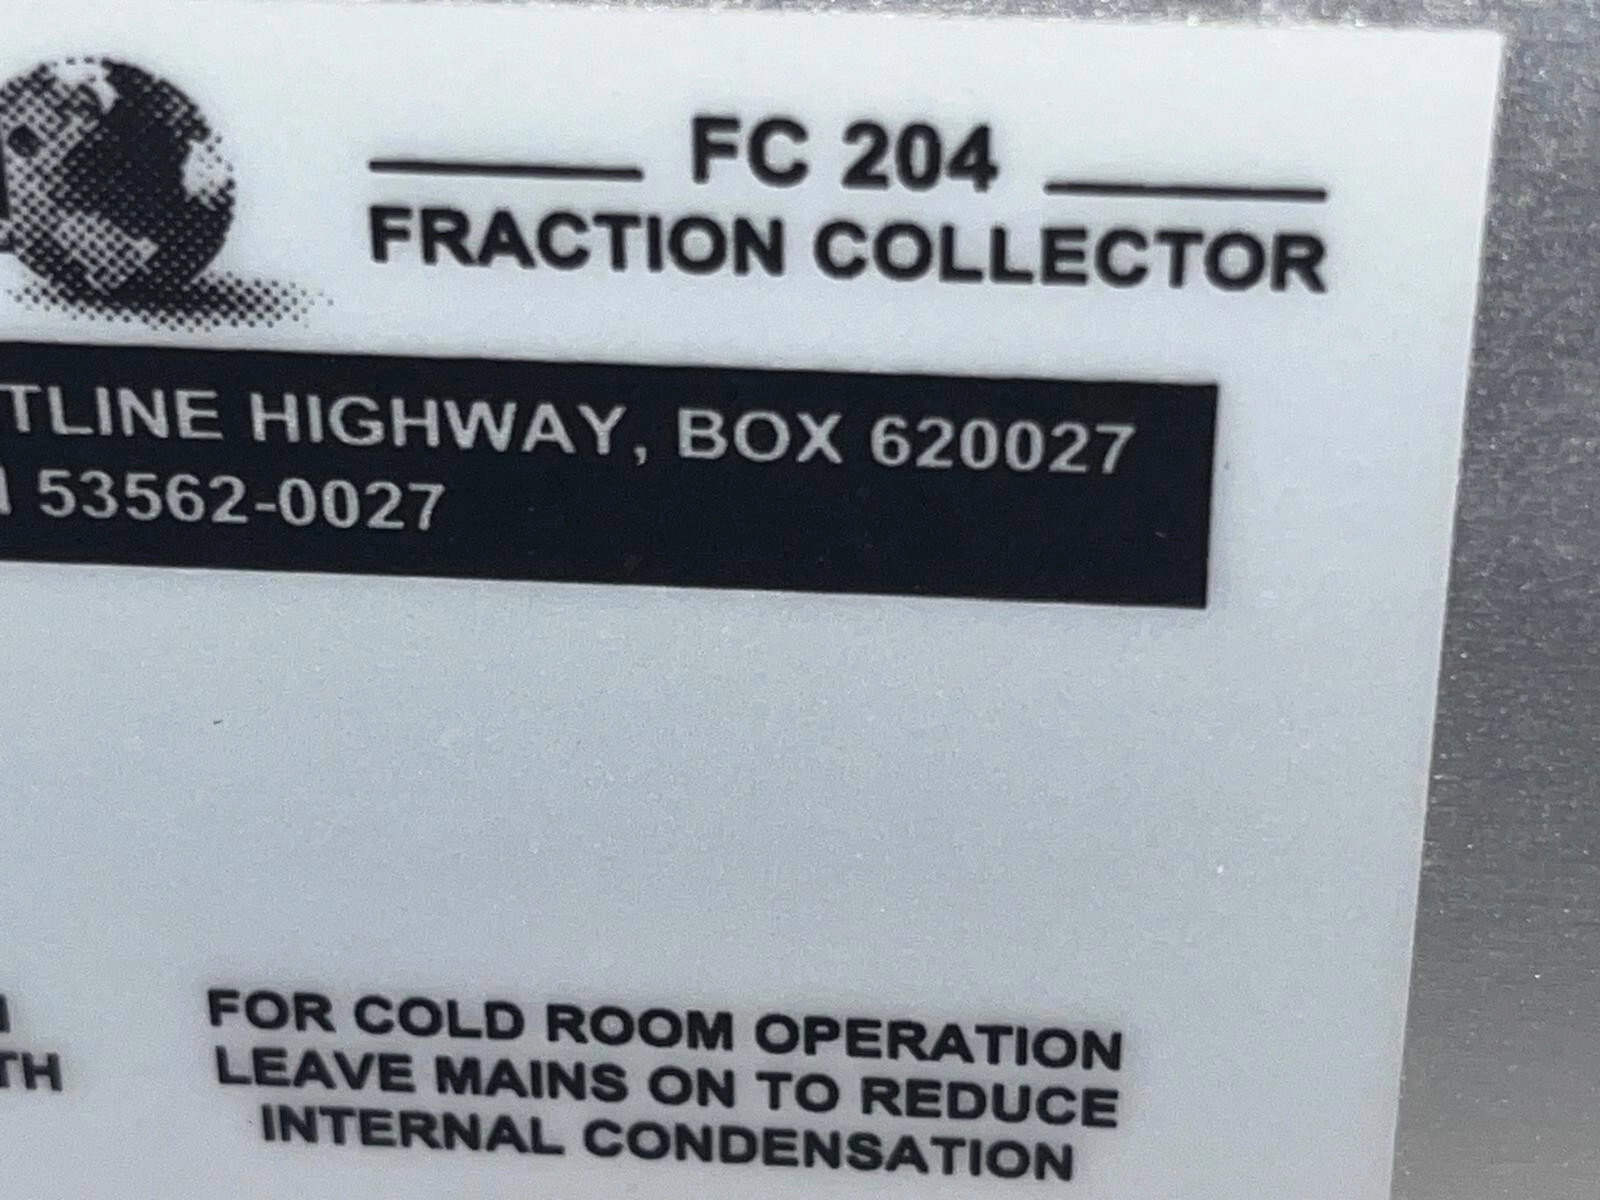 FC 204
FRACTION COLLECTOR
TLINE HIGHWAY, BOX 620027
53562-0027
FOR COLD ROOM OPERATION
TH
LEAVE MAINS ON TO REDUCE
INTERNAL CONDENSATION